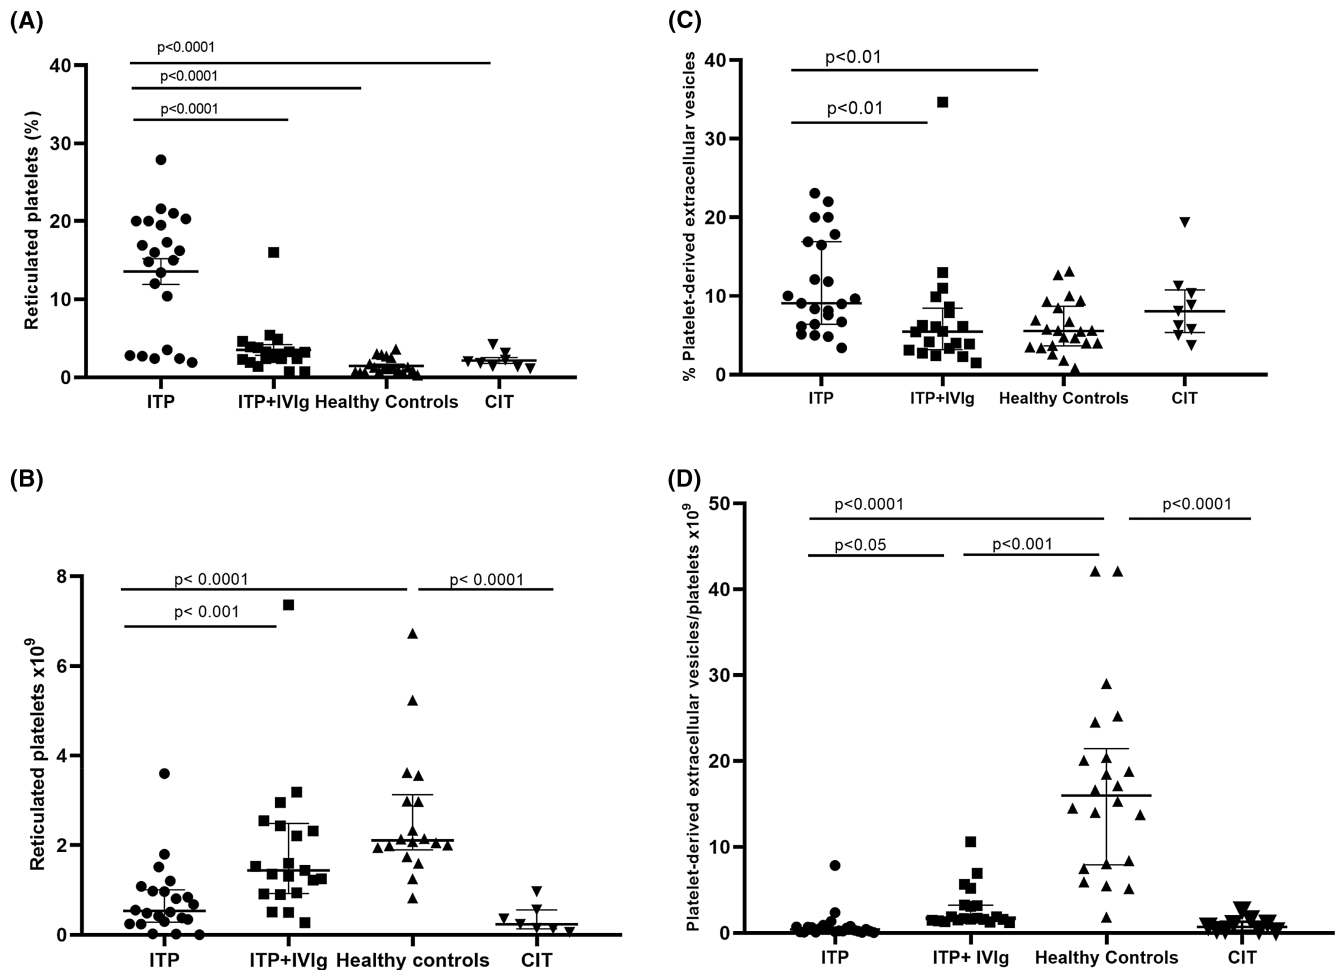 (A)
Reticulated platelets (%)
40
30
20
10
0
p<0.0001
p<0.0001
p<0.0001
ITP
ITP+IVIg
Healthy Controls
CIT
(C)
% Platelet-derived extracellular vesicles
40
30
20
10
0
p<0.01
p<0.01
ITP
ITP+IVIg
Healthy Controls
CIT
(B)
Reticulated platelets x10⁹
8
6
4
2
0
p< 0.0001
p< 0.0001
p< 0.001
ITP
ITP+IVIg
Healthy controls
CIT
(D)
Platelet-derived extracellular vesicles/platelets x10⁹
50
40
30
20
10
0
p<0.0001
p<0.0001
p<0.05
p<0.001
ITP
ITP+ IVIg
Healthy Controls
CIT